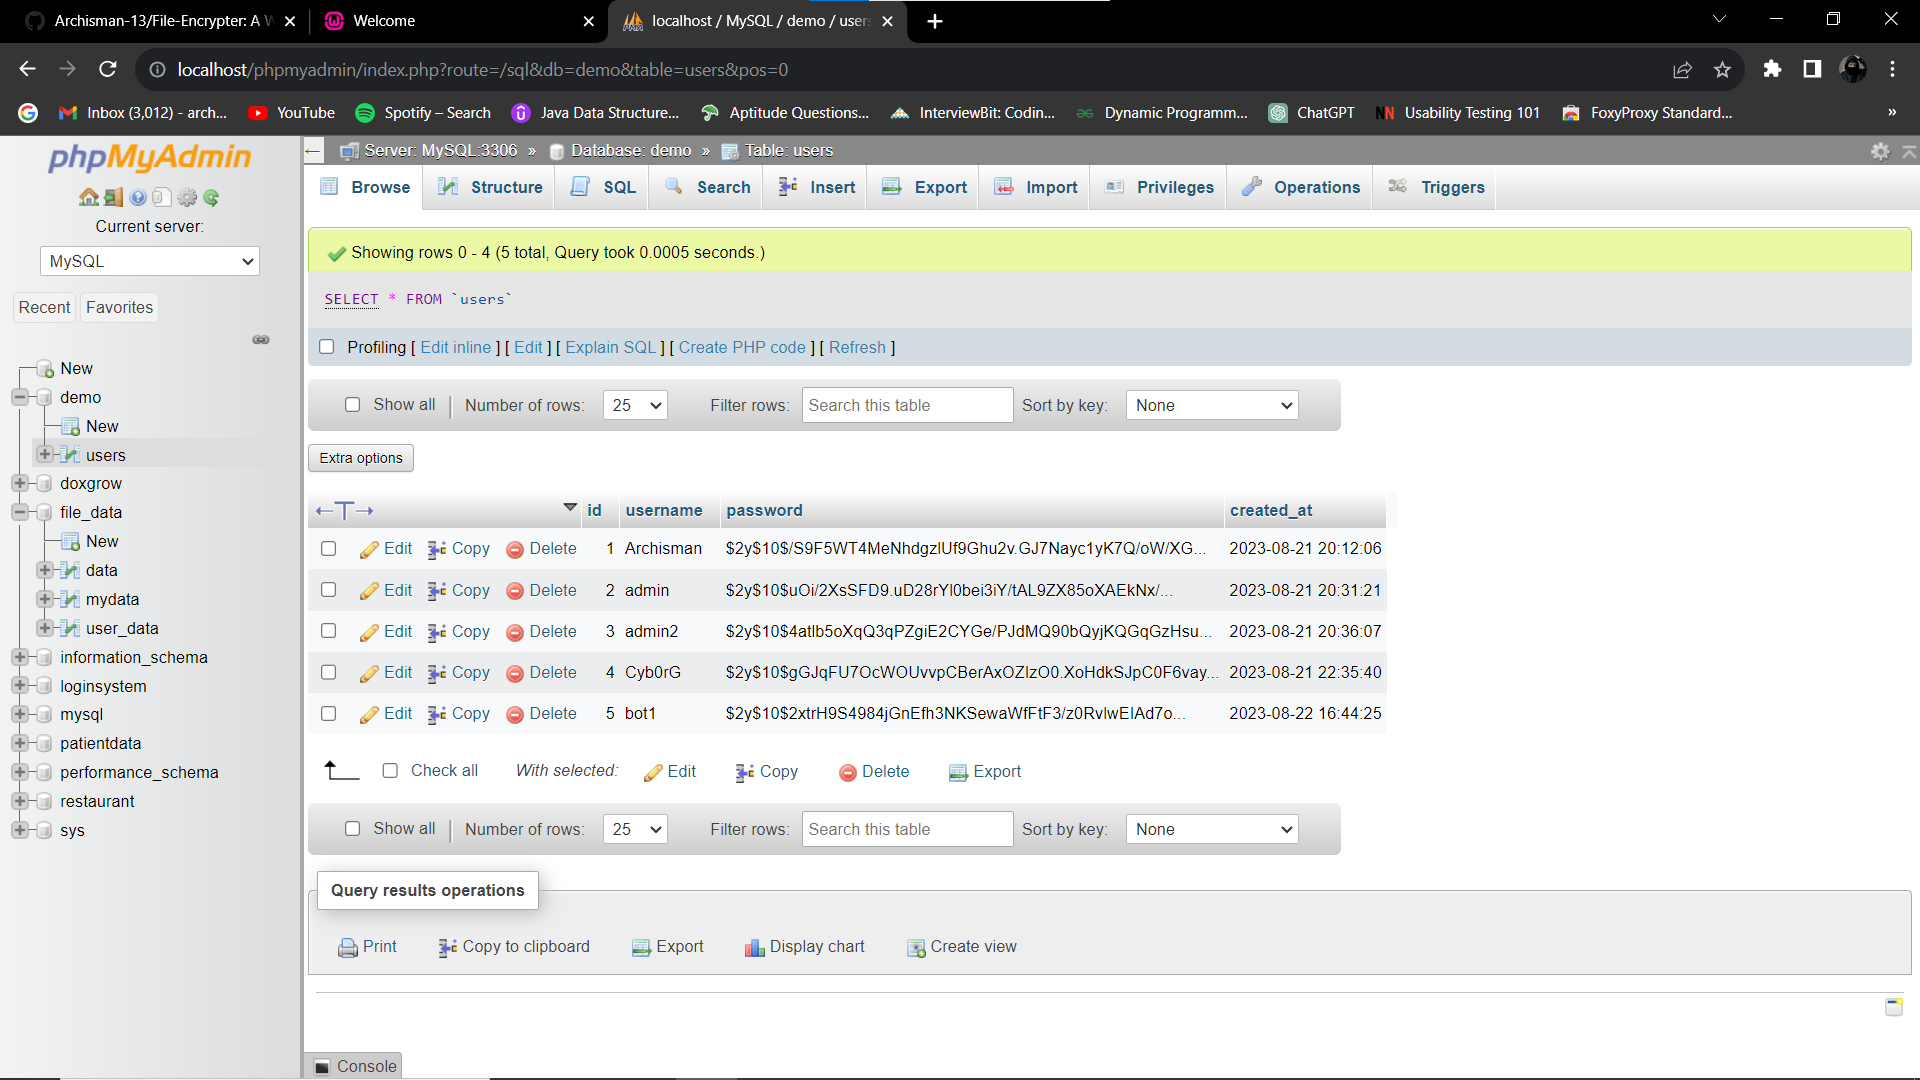 Archisman-13/File-Encrypter: A W
Welcome
localhost / MySQL / demo / users
localhost/phpmyadmin/index.php?route=/sql&db=demo&table=users&pos=0
Inbox (3,012) - arch...
YouTube
Spotify – Search
Java Data Structure...
Aptitude Questions...
InterviewBit: Codin...
Dynamic Programm...
ChatGPT
Usability Testing 101
FoxyProxy Standard...
»
phpMyAdmin
Current server:
MySQL
Recent
Favorites
New
demo
New
users
doxgrow
file_data
New
data
mydata
user_data
information_schema
loginsystem
mysql
patientdata
performance_schema
restaurant
sys
Server: MySQL:3306 » Database: demo » Table: users
Browse Structure SQL Search Insert Export Import Privileges Operations Triggers
Showing rows 0 - 4 (5 total, Query took 0.0005 seconds.)
SELECT * FROM `users`
Profiling [ Edit inline ] [ Edit ] [ Explain SQL ] [ Create PHP code ] [ Refresh ]
Show all | Number of rows: 25 Filter rows: Search this table Sort by key: None
Extra options
id username password created_at
Edit Copy Delete 1 Archisman $2y$10$/S9F5WT4MeNhdgzlUf9Ghu2v.GJ7Nayc1yK7Q/oW/XG... 2023-08-21 20:12:06
Edit Copy Delete 2 admin $2y$10$uOi/2XsSFD9.uD28rYl0bei3iY/tAL9ZX85oXAEkNx/... 2023-08-21 20:31:21
Edit Copy Delete 3 admin2 $2y$10$4atlb5oXqQ3qPZgiE2CYGe/PJdMQ90bQyjKQGqGzHsu... 2023-08-21 20:36:07
Edit Copy Delete 4 Cyb0rG $2y$10$gGJqFU7OcWOUvvpCBerAxOZIzO0.XoHdkSJpC0F6vay... 2023-08-21 22:35:40
Edit Copy Delete 5 bot1 $2y$10$2xtrH9S4984jGnEfh3NKSewaWfFtF3/z0RvlwEIAd7o... 2023-08-22 16:44:25
Check all With selected: Edit Copy Delete Export
Show all | Number of rows: 25 Filter rows: Search this table Sort by key: None
Query results operations
Print Copy to clipboard Export Display chart Create view
Console